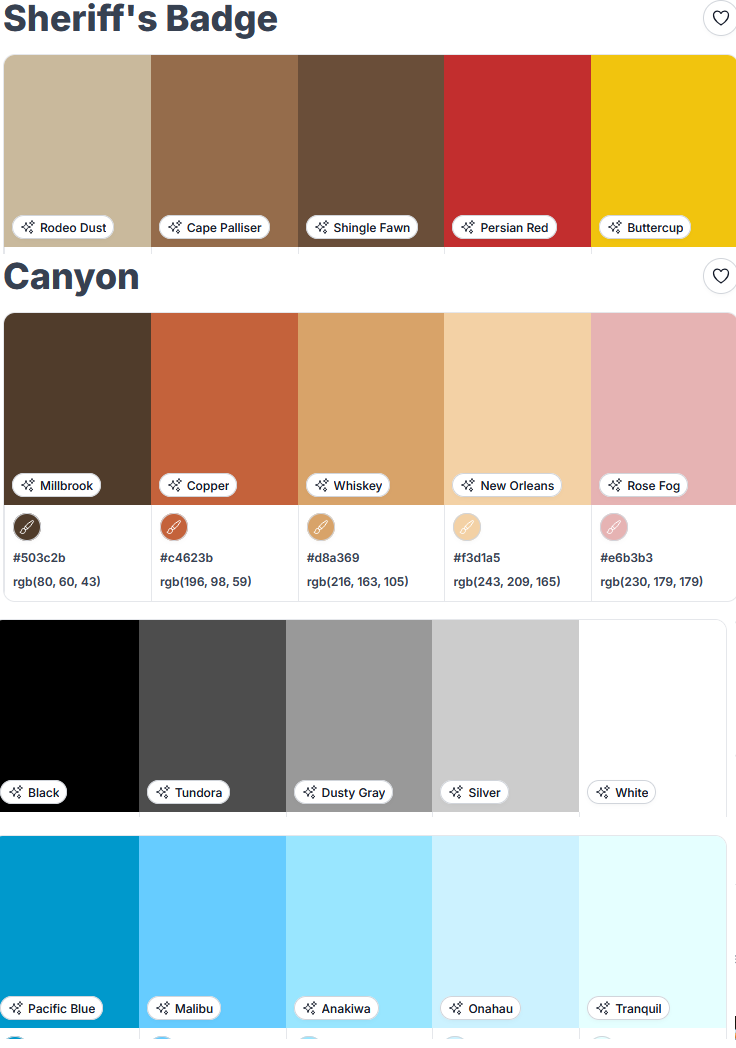 Sheriff's Badge
Rodeo Dust Cape Palliser Shingle Fawn Persian Red Buttercup
Canyon
Millbrook Copper Whiskey New Orleans Rose Fog
#503c2b #c4623b #d8a369 #f3d1a5 #e6b3b3
rgb(80, 60, 43) rgb(196, 98, 59) rgb(216, 163, 105) rgb(243, 209, 165) rgb(230, 179, 179)
Black Tundora Dusty Gray Silver White
Pacific Blue Malibu Anakiwa Onahau Tranquil